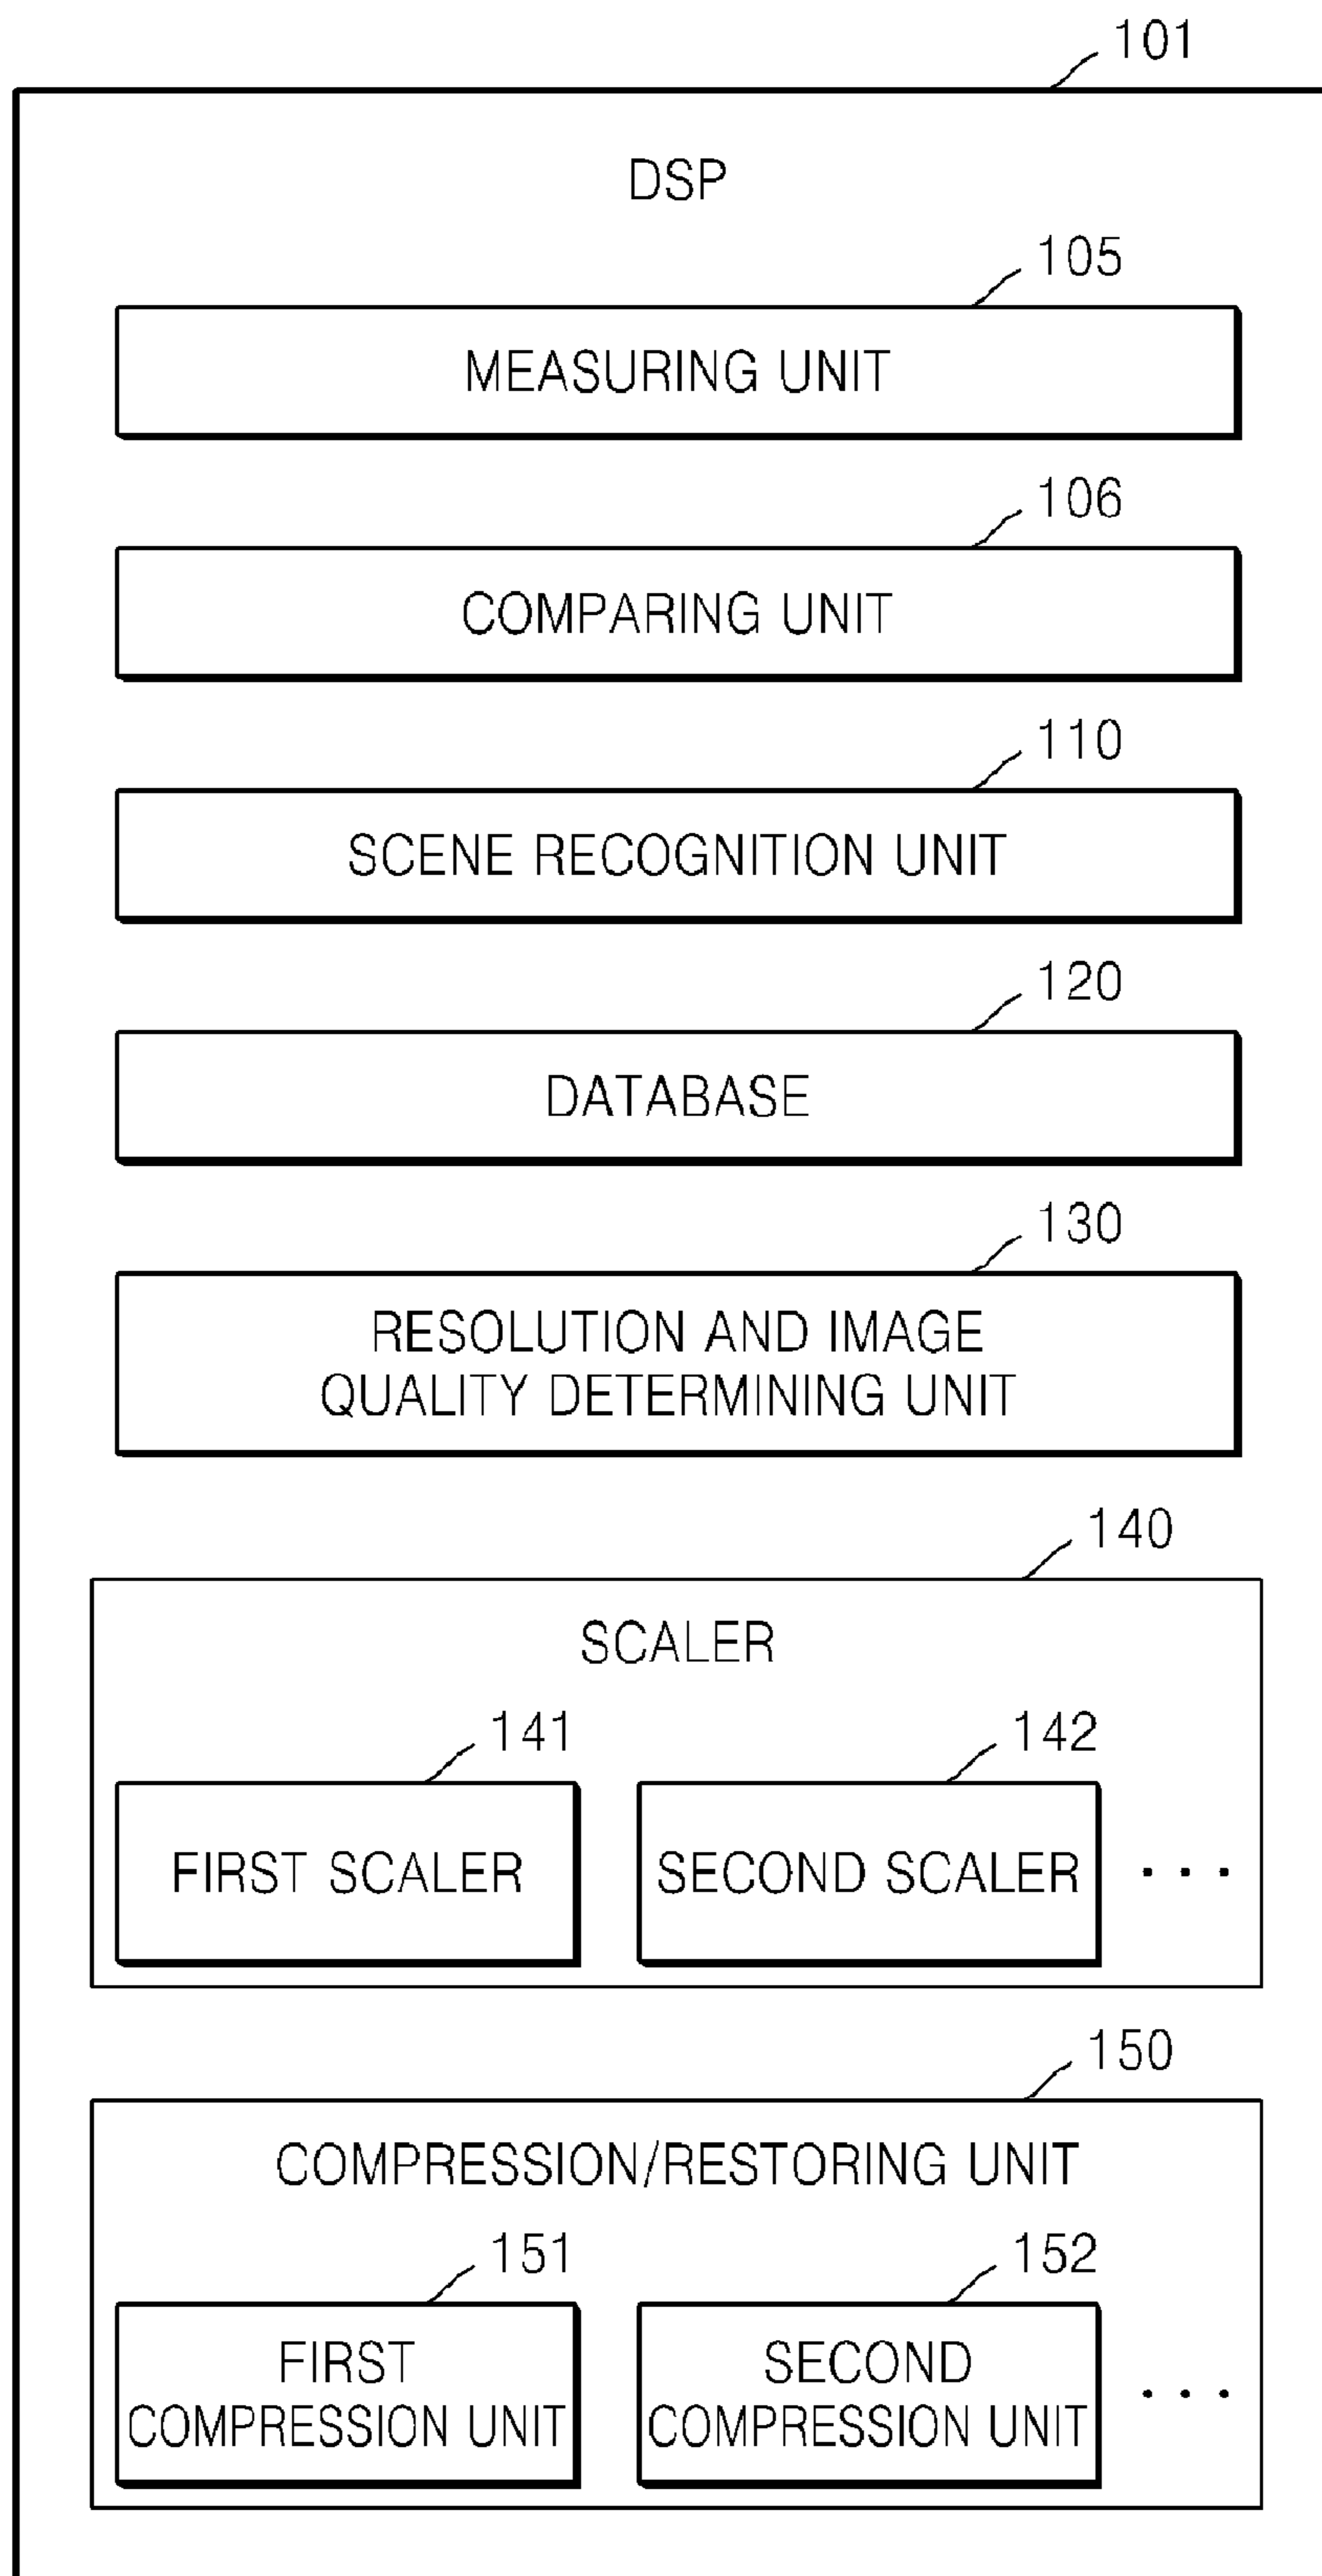 101
DSP
105
MEASURING UNIT
106
COMPARING UNIT
110
SCENE RECOGNITION UNIT
120
DATABASE
130
RESOLUTION AND IMAGE
QUALITY DETERMINING UNIT
140
SCALER
141 142
FIRST SCALER SECOND SCALER ...
150
COMPRESSION/RESTORING UNIT
151 152
FIRST
COMPRESSION UNIT
SECOND
COMPRESSION UNIT
...